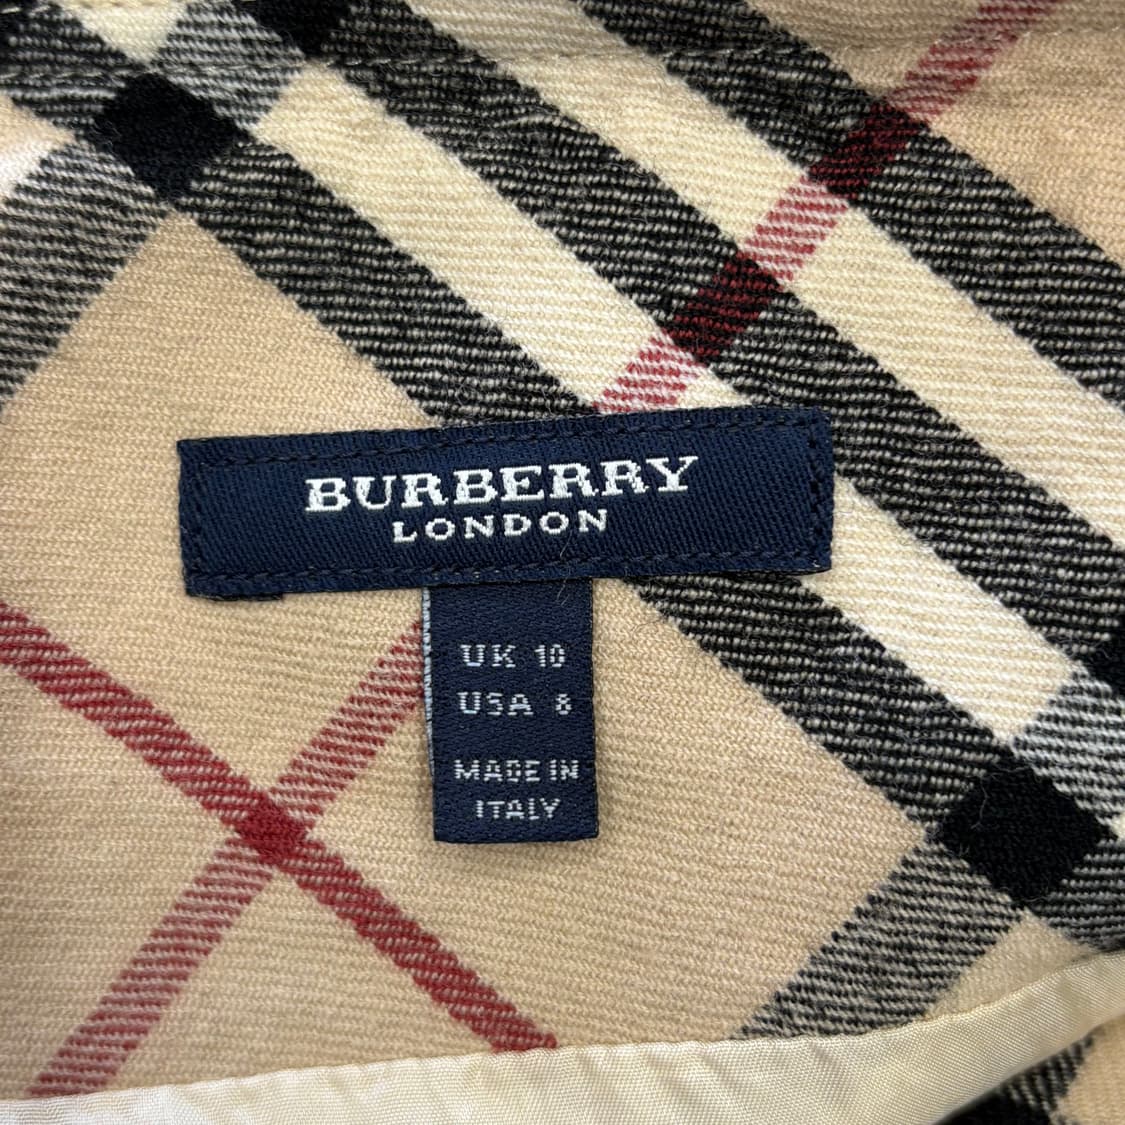 BURBERRY
LONDON
UK 10
USA 8
MADE IN
ITALY